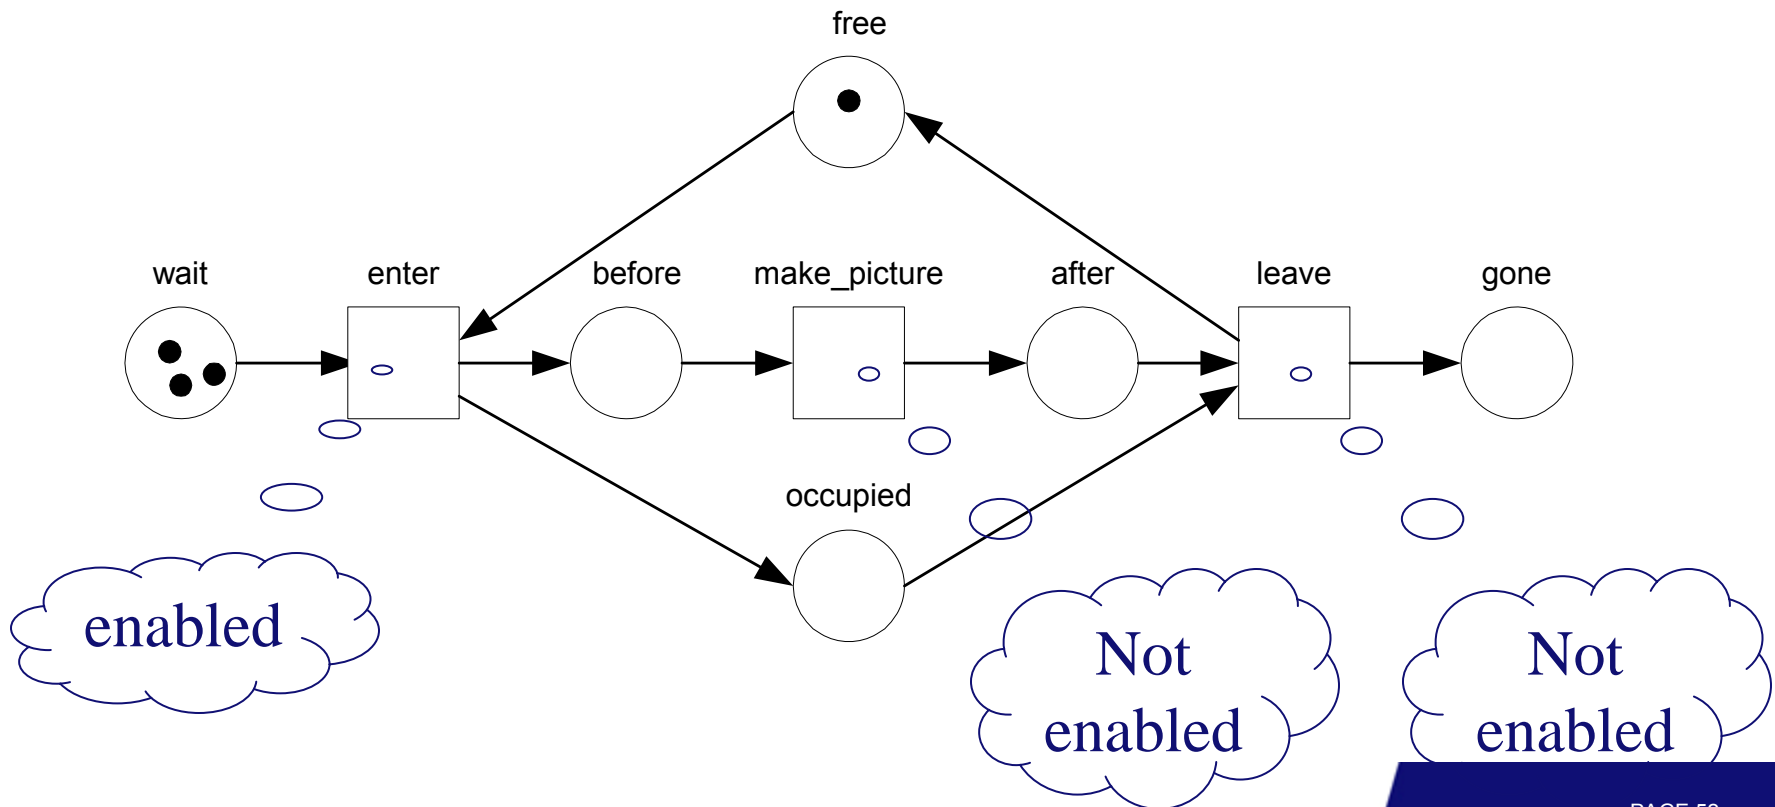 free
wait
enter
before
make_picture
after
leave
gone
occupied
enabled
Not
enabled
Not
enabled